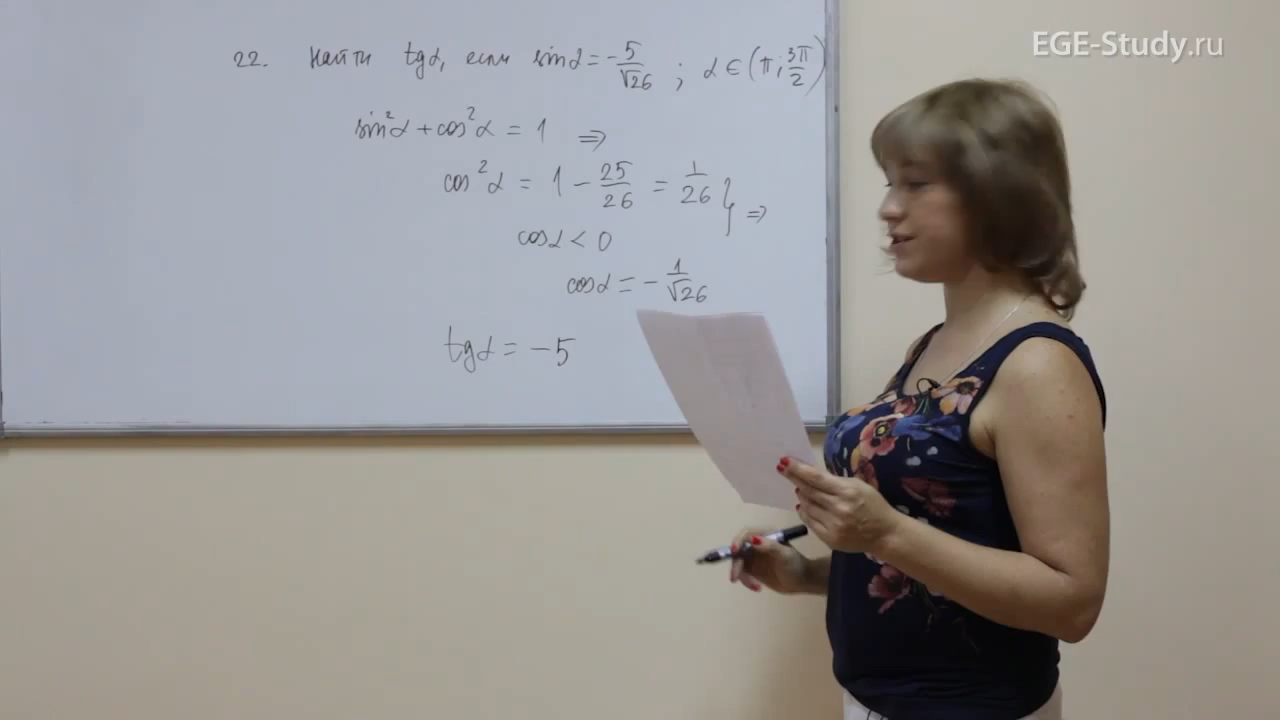 EGE-Study.ru
22. Найти tgα, если sinα = -5/√26 ; α ∈ (π; 3π/2)
sin²α + cos²α = 1 ⇒
cos²α = 1 - 25/26 = 1/26 } ⇒
cosα < 0
cosα = - 1/√26
tgα = -5